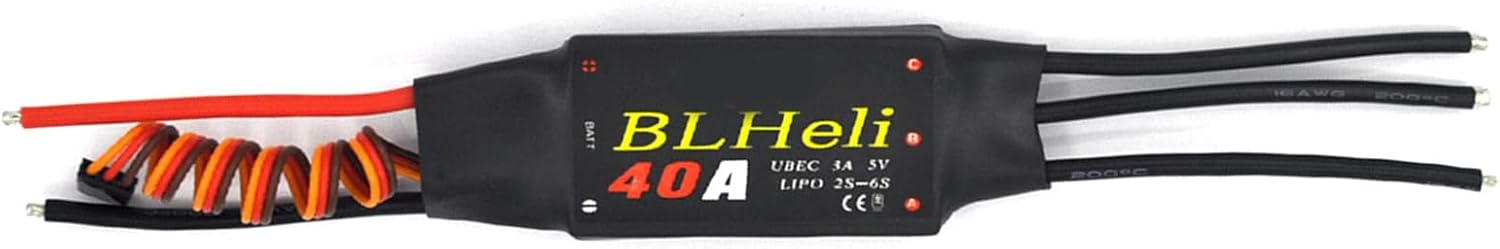 C
BATT
BLHeli
B
40A
UBEC 3A 5V
LIPO 2S-6S
CE
A
16AWG 200°C
200°C